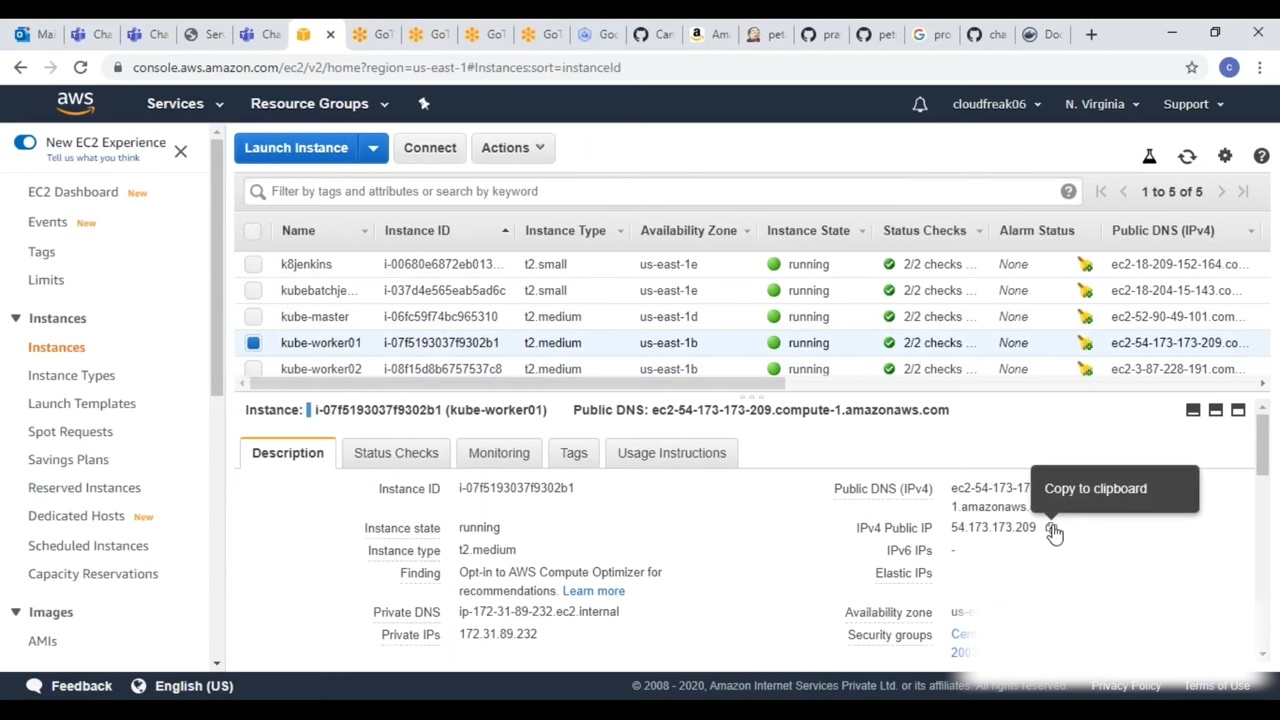 Mai Cha Cha Ser Cha GoT GoT GoT GoT Goo Car Am pet pra pet pro cha Doc
console.aws.amazon.com/ec2/v2/home?region=us-east-1#Instances:sort=instanceId
c
aws Services Resource Groups cloudfreak06 N. Virginia Support
New EC2 Experience
Tell us what you think
Launch Instance Connect Actions
EC2 Dashboard New
Filter by tags and attributes or search by keyword 1 to 5 of 5
Events New
Tags
Limits
Name Instance ID Instance Type Availability Zone Instance State Status Checks Alarm Status Public DNS (IPv4)
k8jenkins i-00680e6872eb013... t2.small us-east-1e running 2/2 checks ... None ec2-18-209-152-164.co...
kubebatchje... i-037d4e565eab5ad6c t2.small us-east-1e running 2/2 checks ... None ec2-18-204-15-143.co...
kube-master i-06fc59f74bc965310 t2.medium us-east-1d running 2/2 checks ... None ec2-52-90-49-101.com...
kube-worker01 i-07f5193037f9302b1 t2.medium us-east-1b running 2/2 checks ... None ec2-54-173-173-209.co...
kube-worker02 i-08f15d8b6757537c8 t2.medium us-east-1b running 2/2 checks ... None ec2-3-87-228-191.com...
Instances
Instances
Instance Types
Launch Templates
Spot Requests
Savings Plans
Reserved Instances
Dedicated Hosts New
Scheduled Instances
Capacity Reservations
Images
AMIs
Instance: i-07f5193037f9302b1 (kube-worker01) Public DNS: ec2-54-173-173-209.compute-1.amazonaws.com
Description Status Checks Monitoring Tags Usage Instructions
Instance ID i-07f5193037f9302b1
Instance state running
Instance type t2.medium
Finding Opt-in to AWS Compute Optimizer for
recommendations. Learn more
Private DNS ip-172-31-89-232.ec2.internal
Private IPs 172.31.89.232
Public DNS (IPv4) ec2-54-173-17
1.amazonaws.
Copy to clipboard
IPv4 Public IP 54.173.173.209
IPv6 IPs -
Elastic IPs
Availability zone us-e
Security groups Cen
200
Feedback English (US) © 2008 - 2020, Amazon Internet Services Private Ltd. or its affiliates. All rights reserved. Privacy Policy Terms of Use